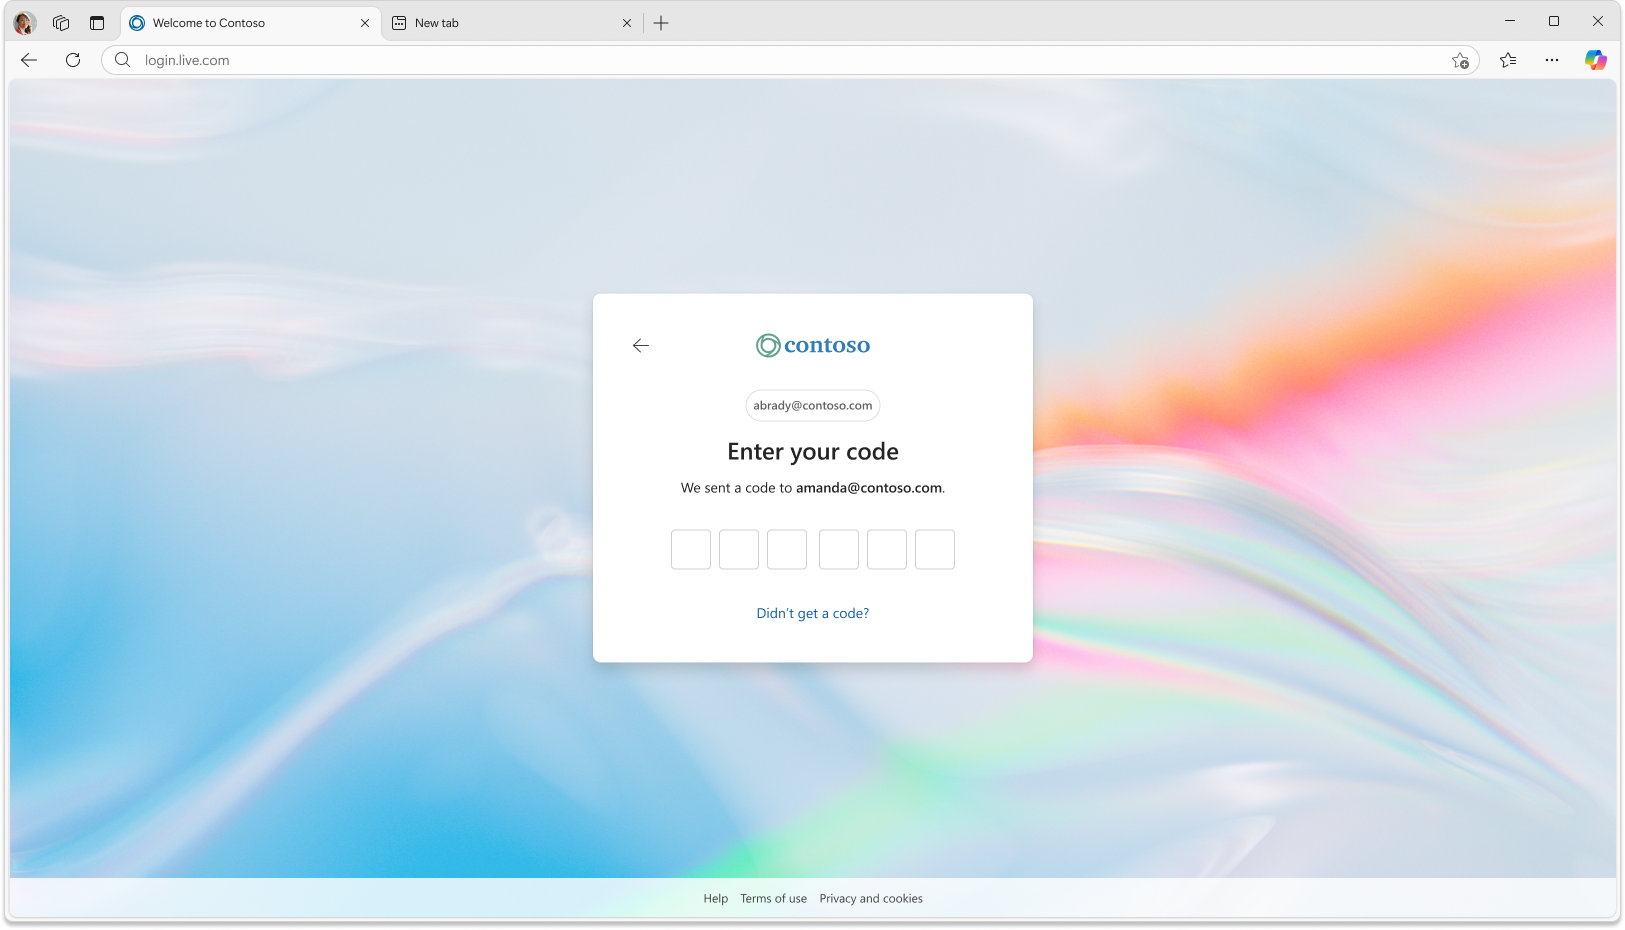 Welcome to Contoso
New tab
login.live.com
contoso
abrady@contoso.com
Enter your code
We sent a code to amanda@contoso.com.
Didn't get a code?
Help Terms of use Privacy and cookies